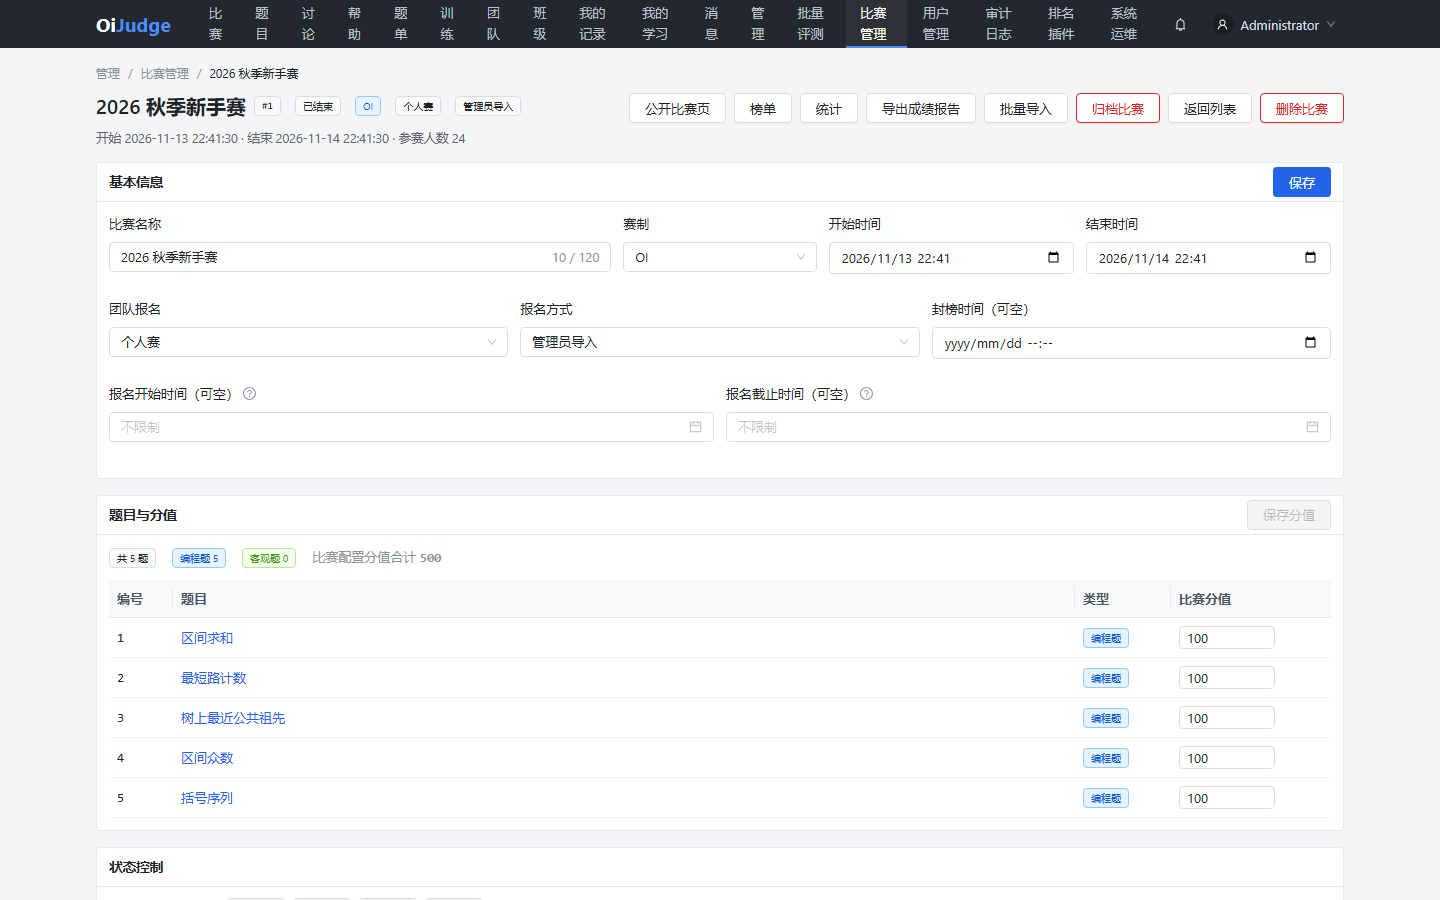 OiJudge 比赛 题目 讨论 帮助 题单 训练 团队 班级 我的记录 我的学习 消息 管理 批量评测 比赛管理 用户管理 审计日志 排名插件 系统运维 Administrator
管理 / 比赛管理 / 2026 秋季新手赛
2026 秋季新手赛 #1 已结束 OI 个人赛 管理员导入 公开比赛页 榜单 统计 导出成绩报告 批量导入 归档比赛 返回列表 删除比赛
开始 2026-11-13 22:41:30 · 结束 2026-11-14 22:41:30 · 参赛人数 24
基本信息 保存
比赛名称 赛制 开始时间 结束时间
2026 秋季新手赛 10 / 120 OI 2026/11/13 22:41 2026/11/14 22:41
团队报名 报名方式 封榜时间（可空）
个人赛 管理员导入 yyyy/mm/dd --:--
报名开始时间（可空） 报名截止时间（可空）
不限制 不限制
题目与分值 保存分值
共 5 题 编程题 5 客观题 0 比赛配置分值合计 500
编号 题目 类型 比赛分值
1 区间求和 编程题 100
2 最短路计数 编程题 100
3 树上最近公共祖先 编程题 100
4 区间众数 编程题 100
5 括号序列 编程题 100
状态控制